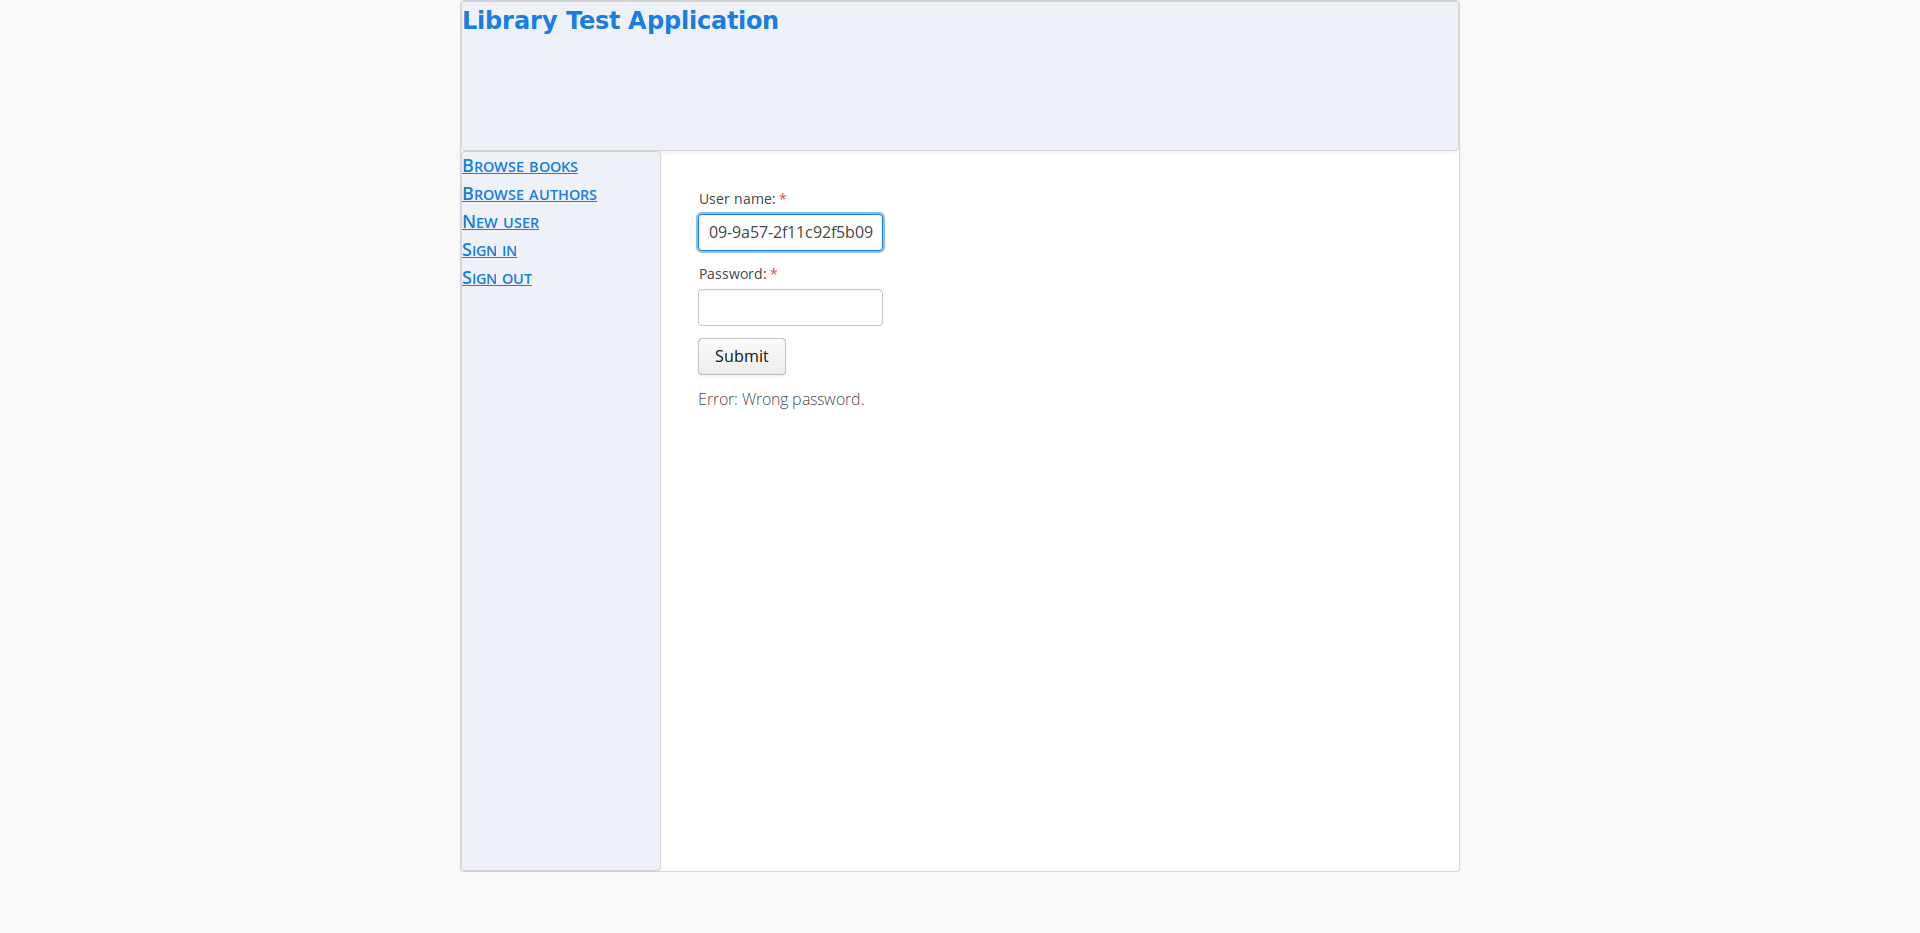 Library Test Application
BROWSE BOOKS
BROWSE AUTHORS
NEW USER
SIGN IN
SIGN OUT
User name: *
09-9a57-2f11c92f5b09
Password: *
Submit
Error: Wrong password.